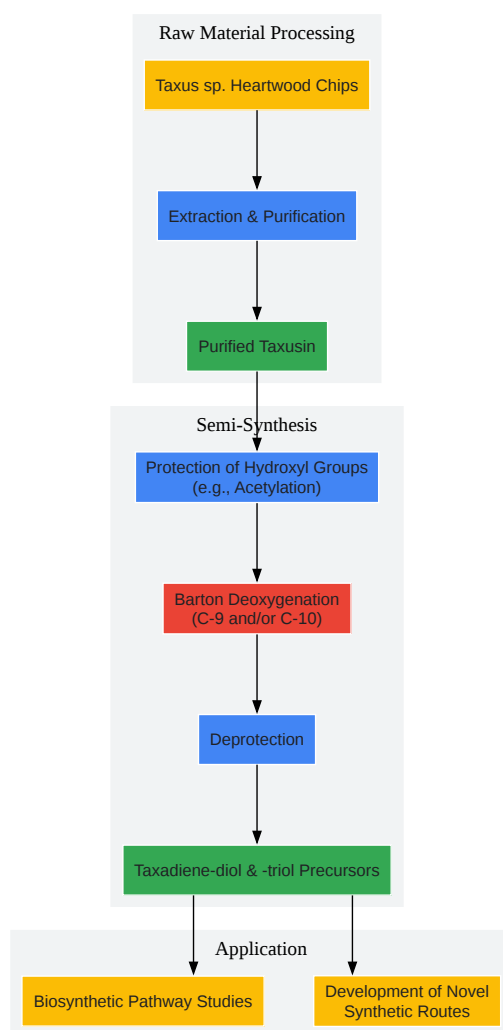 Raw Material Processing
Taxus sp. Heartwood Chips
Extraction & Purification
Purified Taxusin
Semi-Synthesis
Protection of Hydroxyl Groups
(e.g., Acetylation)
Barton Deoxygenation
(C-9 and/or C-10)
Deprotection
Taxadiene-diol & -triol Precursors
Application
Biosynthetic Pathway Studies
Development of Novel
Synthetic Routes